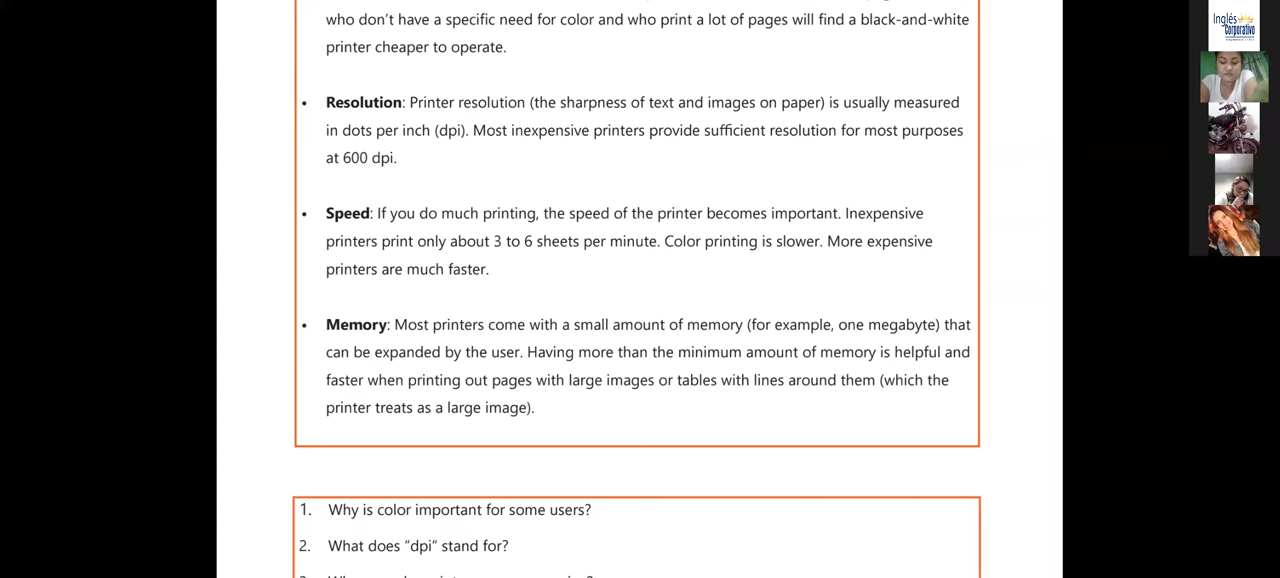 who don't have a specific need for color and who print a lot of pages will find a black-and-white
printer cheaper to operate.
• Resolution: Printer resolution (the sharpness of text and images on paper) is usually measured
in dots per inch (dpi). Most inexpensive printers provide sufficient resolution for most purposes
at 600 dpi.
• Speed: If you do much printing, the speed of the printer becomes important. Inexpensive
printers print only about 3 to 6 sheets per minute. Color printing is slower. More expensive
printers are much faster.
• Memory: Most printers come with a small amount of memory (for example, one megabyte) that
can be expanded by the user. Having more than the minimum amount of memory is helpful and
faster when printing out pages with large images or tables with lines around them (which the
printer treats as a large image).
1. Why is color important for some users?
2. What does “dpi“ stand for?
Inglés
Corporativo